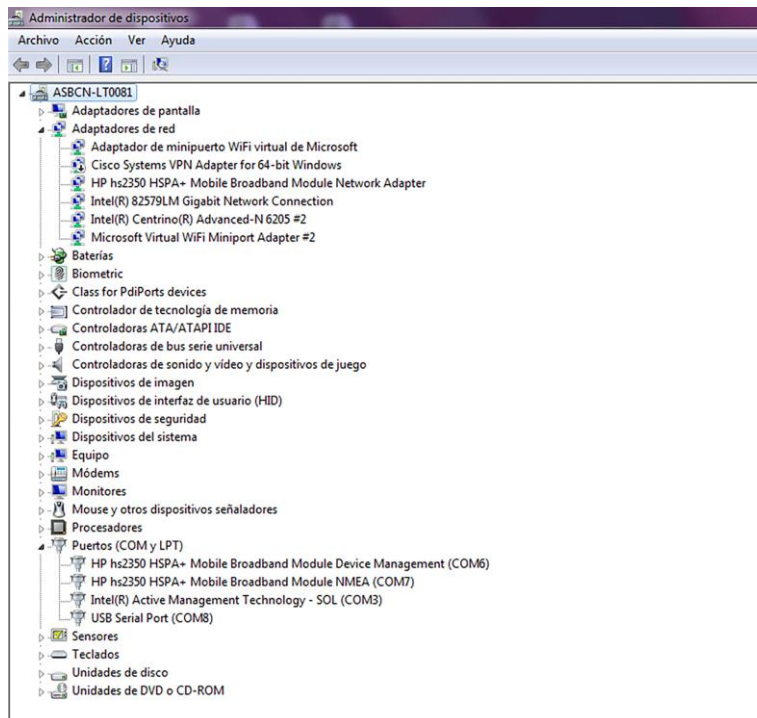 Administrador de dispositivos
Archivo Acción Ver Ayuda
ASBCN-LT0081
Adaptadores de pantalla
Adaptadores de red
Adaptador de minipuerto WiFi virtual de Microsoft
Cisco Systems VPN Adapter for 64-bit Windows
HP hs2350 HSPA+ Mobile Broadband Module Network Adapter
Intel(R) 82579LM Gigabit Network Connection
Intel(R) Centrino(R) Advanced-N 6205 #2
Microsoft Virtual WiFi Miniport Adapter #2
Baterías
Biometric
Class for PdiPorts devices
Controlador de tecnología de memoria
Controladoras ATA/ATAPI IDE
Controladoras de bus serie universal
Controladoras de sonido y vídeo y dispositivos de juego
Dispositivos de imagen
Dispositivos de interfaz de usuario (HID)
Dispositivos de seguridad
Dispositivos del sistema
Equipo
Módems
Monitores
Mouse y otros dispositivos señaladores
Procesadores
Puertos (COM y LPT)
HP hs2350 HSPA+ Mobile Broadband Module Device Management (COM6)
HP hs2350 HSPA+ Mobile Broadband Module NMEA (COM7)
Intel(R) Active Management Technology - SOL (COM3)
USB Serial Port (COM8)
Sensores
Teclados
Unidades de disco
Unidades de DVD o CD-ROM